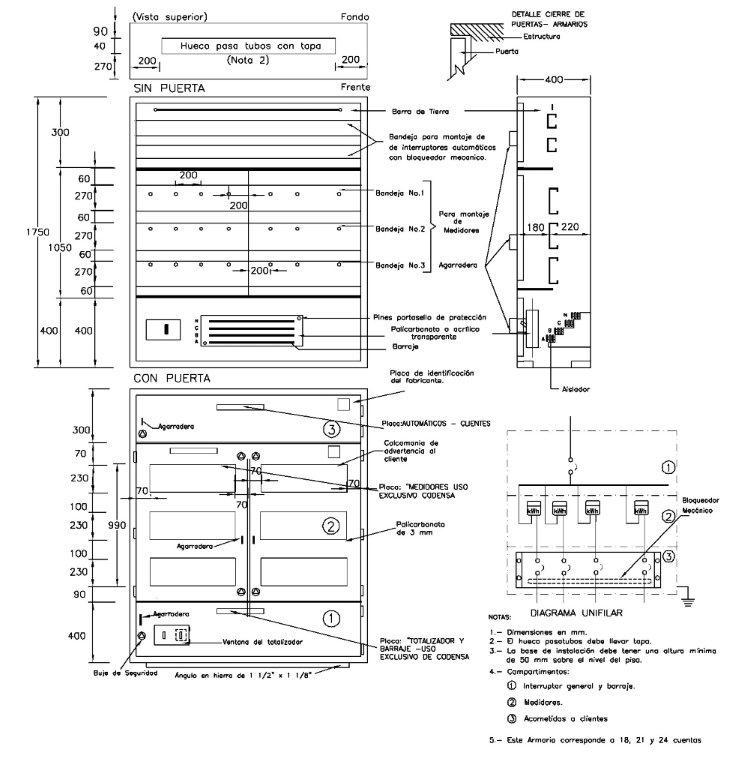 (Vista superior)
Fondo
90
40
270
Hueco pasa tubos con tapa
200
(Nota 2)
200
DETALLE CIERRE DE
PUERTAS- ARMARIOS
Estructura
Puerta
SIN PUERTA
Frente
400
300
Barra de Tierra
Bandeja para montaje de
de interruptores automáticos
con bloqueador mecanico.
60
200
270
200
Bandeja No.1
60
Para montaje
de
Medidores
1750
1050
270
Bandeja No.2
180
220
60
270
200
Bandeja No.3
Agarradera
60
400
400
N
C
B
A
Pines portasello de protección
Policarbonato o acrílico
transparente
Barraje
N
C
B
A
Aislador
CON PUERTA
Placa de identificación
del fabricante.
300
Agarradera
3
Placa:AUTOMÁTICOS - CLIENTES
70
Calcomania de
advertencia al
cliente
230
70
70
70
70
Placa: "MEDIDORES USO
EXCLUSIVO CODENSA
100
990
230
2
Agarradera
Policarbonato
de 3 mm
100
230
90
Agarradera
1
400
Ventana del totalizador
Placa: "TOTALIZADOR Y
BARRAJE -USO
EXCLUSIVO DE CODENSA
Buje de Seguridad
Ángulo en hierro de 1 1/2" x 1 1/8"
1
kWh
kWh
kWh
kWh
2
Bloqueador
Mecánico
3
DIAGRAMA UNIFILAR
NOTAS:
1.- Dimensiones en mm.
2.- El hueco pasatubos debe llevar tapa.
3.- La base de instalación debe tener una altura mínima
de 50 mm sobre el nivel del piso.
4.- Compartimentos:
1 Interruptor general y barraje.
2 Medidores.
3 Acometidas a clientes
5.- Este Armario corresponde a 18, 21 y 24 cuentas